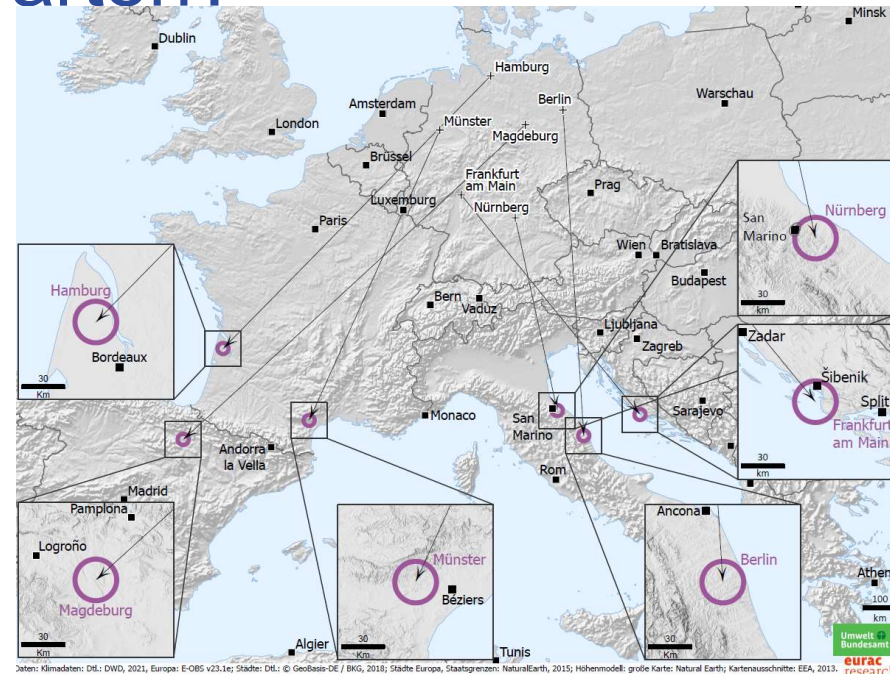 Dublin
Minsk
Hamburg
Berlin
Warschau
Amsterdam
Münster
London
Magdeburg
Brüssel
Frankfurt
am Main
Prag
Luxemburg
Nürnberg
Paris
Wien
Bratislava
Budapest
Bern
Vaduz
Ljubljana
Zagreb
Monaco
San
Marino
Sarajevo
Andorra
la Vella
Rom
Madrid
Algier
Tunis
Athen
100
km
Hamburg
Bordeaux
30
Km
Pamplona
Logroño
Magdeburg
30
km
Münster
Béziers
30
km
Ancona
Berlin
30
km
Nürnberg
San
Marino
30
km
Zadar
Šibenik
Split
Frankfurt
am Main
30
km
Umwelt
Bundesamt
eurac
research
Daten: Klimadaten: Dtl.: DWD, 2021, Europa: E-OBS v23.1e; Städte: Dtl.: © GeoBasis-DE / BKG, 2018; Städte Europa, Staatsgrenzen: NaturalEarth, 2015; Höhenmodell: große Karte: Natural Earth; Kartenausschnitte: EEA, 2013.